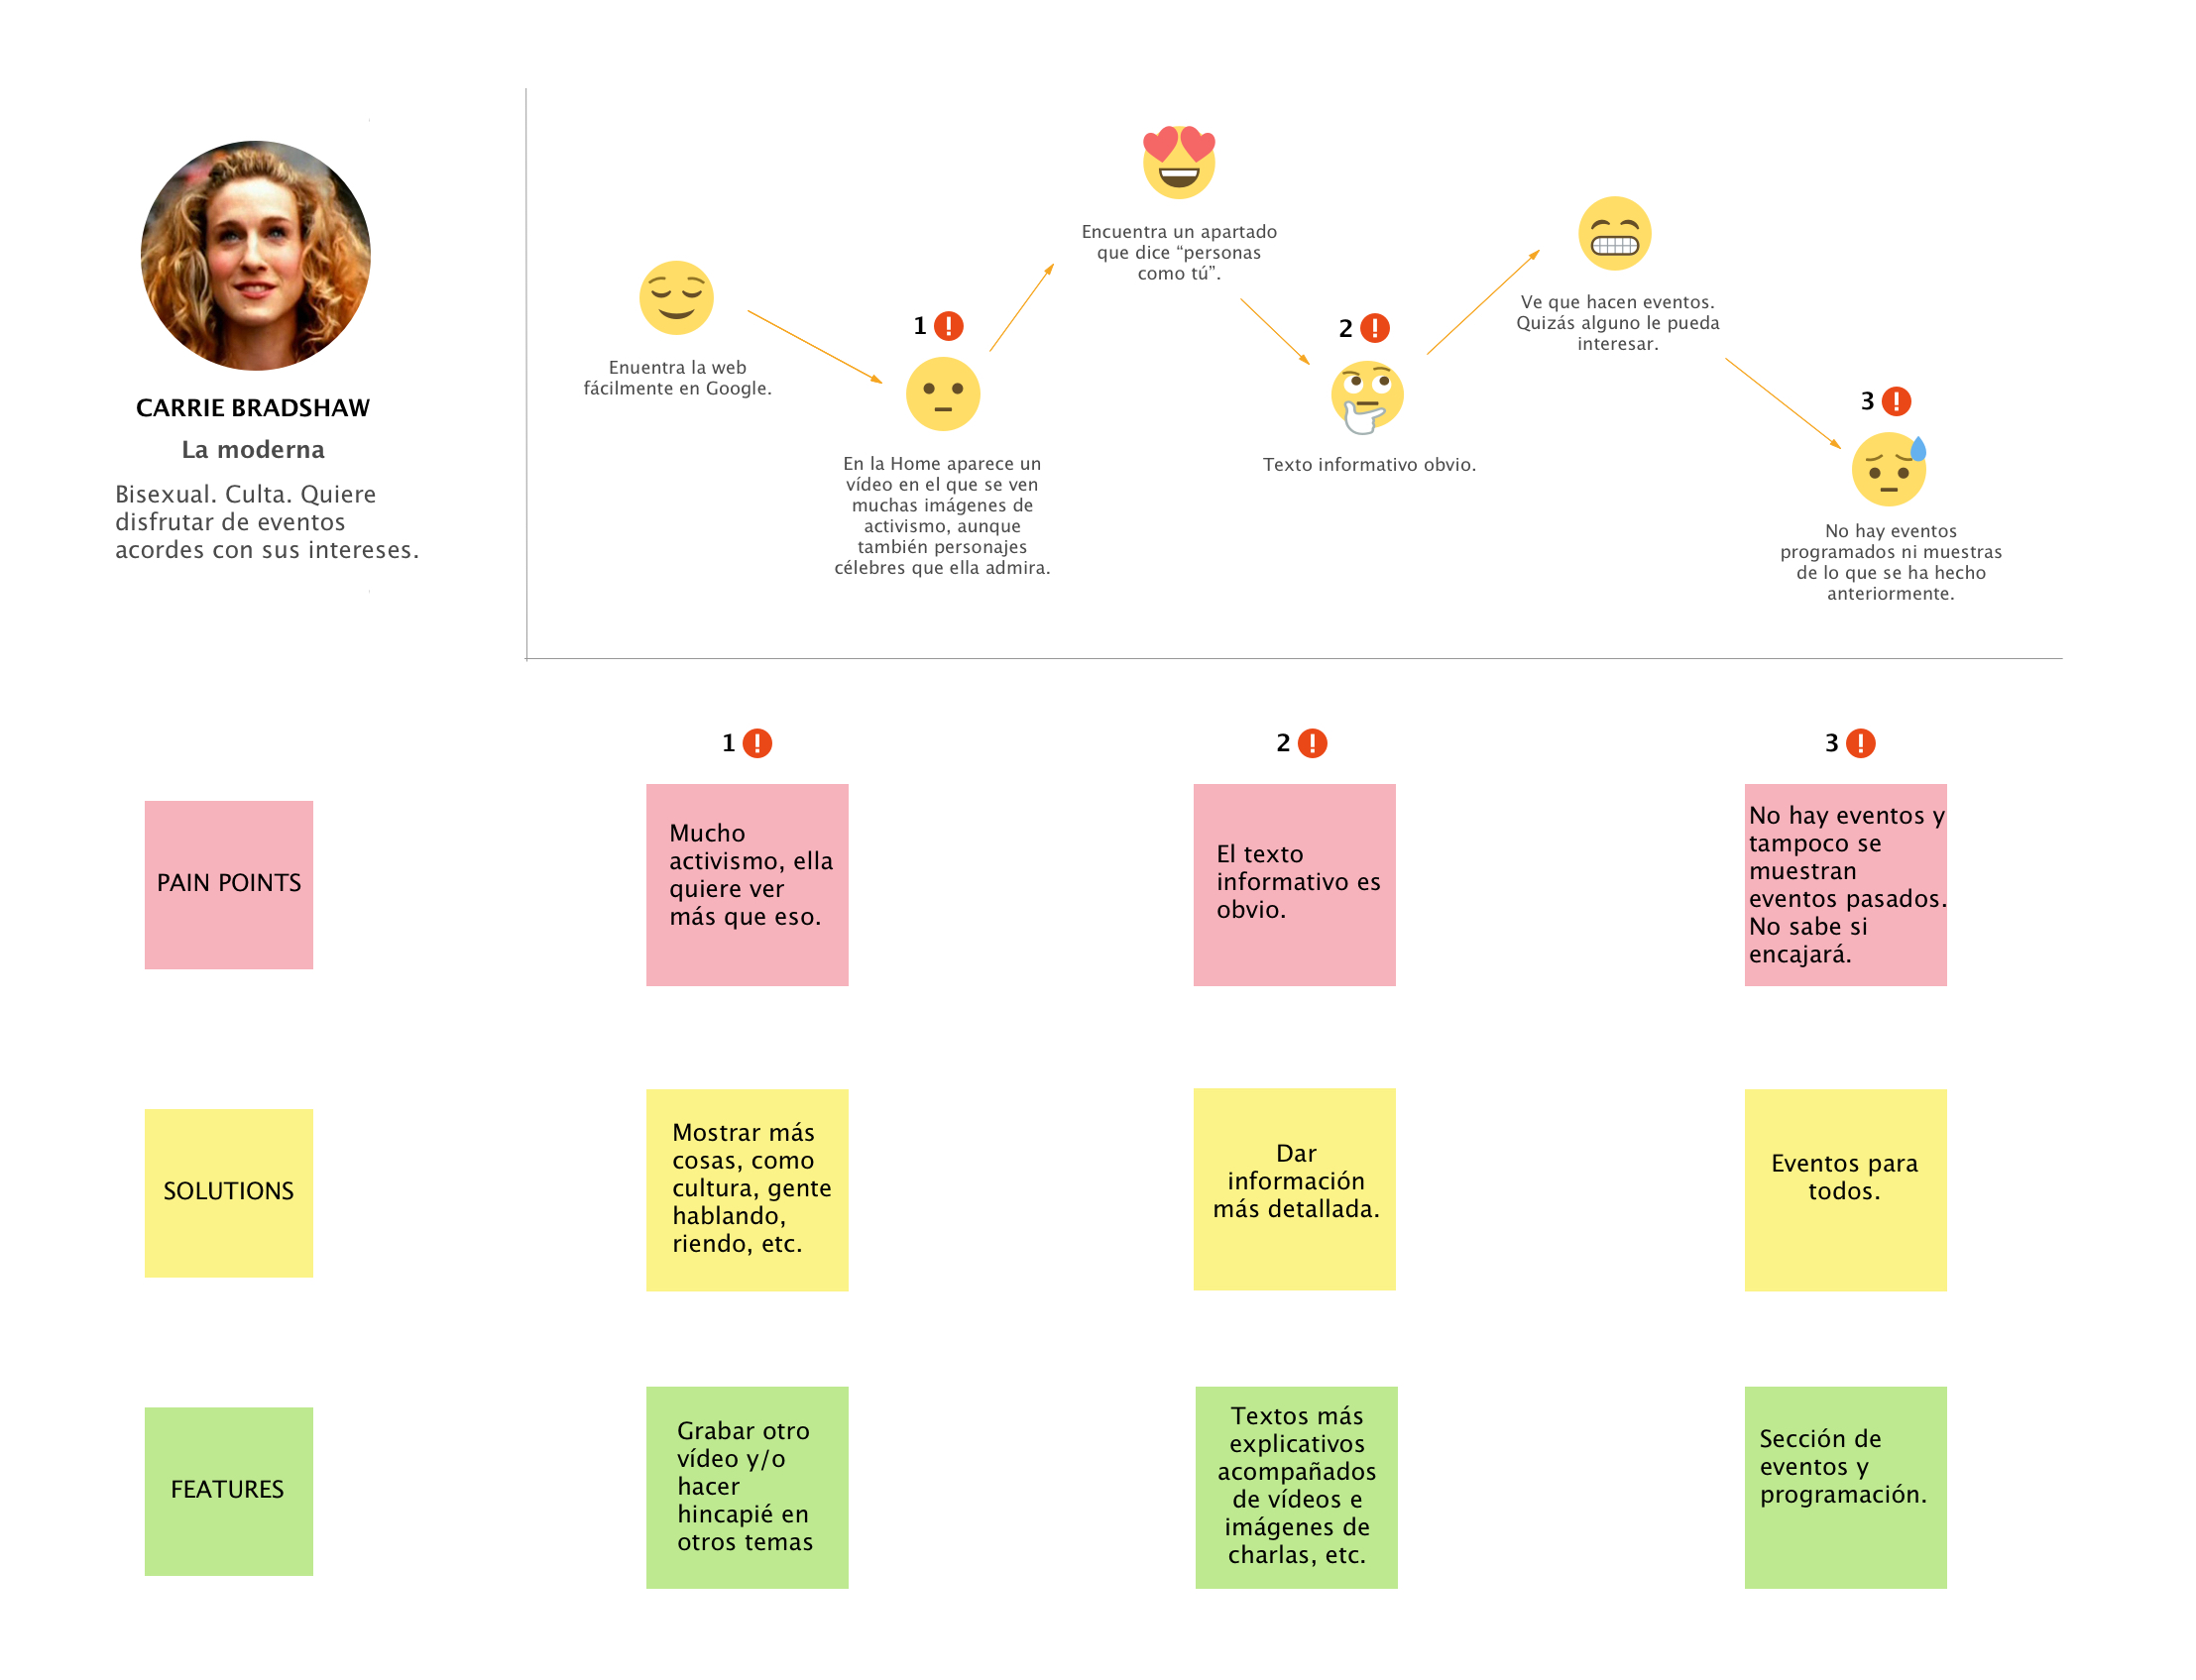 CARRIE BRADSHAW
La moderna
Bisexual. Culta. Quiere
disfrutar de eventos
acordes con sus intereses.
Enuentra la web
fácilmente en Google.
1
En la Home aparece un
vídeo en el que se ven
muchas imágenes de
activismo, aunque
también personajes
célebres que ella admira.
Encuentra un apartado
que dice “personas
como tú”.
2
Texto informativo obvio.
Ve que hacen eventos.
Quizás alguno le pueda
interesar.
3
No hay eventos
programados ni muestras
de lo que se ha hecho
anteriormente.
1
2
3
PAIN POINTS
Mucho
activismo, ella
quiere ver
más que eso.
El texto
informativo es
obvio.
No hay eventos y
tampoco se
muestran
eventos pasados.
No sabe si
encajará.
SOLUTIONS
Mostrar más
cosas, como
cultura, gente
hablando,
riendo, etc.
Dar
información
más detallada.
Eventos para
todos.
FEATURES
Grabar otro
vídeo y/o
hacer
hincapié en
otros temas
Textos más
explicativos
acompañados
de vídeos e
imágenes de
charlas, etc.
Sección de
eventos y
programación.